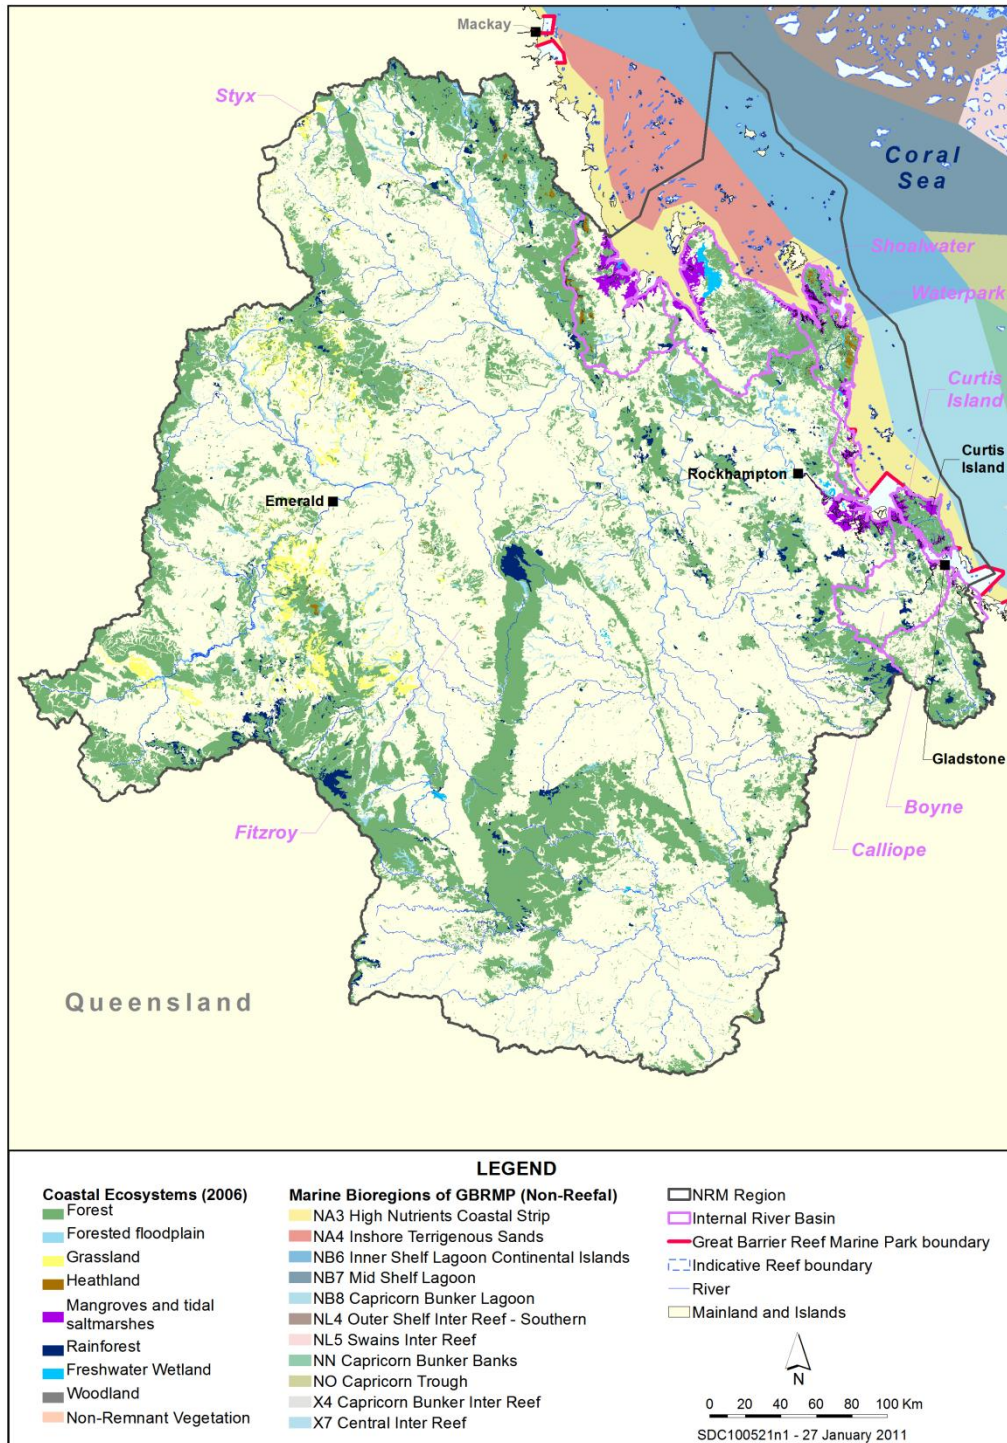 Mackay
Styx
Coral
Sea
Shoalwater
Waterpark
Curtis
Island
Curtis
Island
Rockhampton
Emerald
Gladstone
Boyne
Fitzroy
Calliope
Queensland
LEGEND
Coastal Ecosystems (2006)
Forest
Forested floodplain
Grassland
Heathland
Mangroves and tidal
saltmarshes
Rainforest
Freshwater Wetland
Woodland
Non-Remnant Vegetation
Marine Bioregions of GBRMP (Non-Reefal)
NA3 High Nutrients Coastal Strip
NA4 Inshore Terrigenous Sands
NB6 Inner Shelf Lagoon Continental Islands
NB7 Mid Shelf Lagoon
NB8 Capricorn Bunker Lagoon
NL4 Outer Shelf Inter Reef - Southern
NL5 Swains Inter Reef
NN Capricorn Bunker Banks
NO Capricorn Trough
X4 Capricorn Bunker Inter Reef
X7 Central Inter Reef
NRM Region
Internal River Basin
Great Barrier Reef Marine Park boundary
Indicative Reef boundary
River
Mainland and Islands
N
0 20 40 60 80 100 Km
SDC100521n1 - 27 January 2011